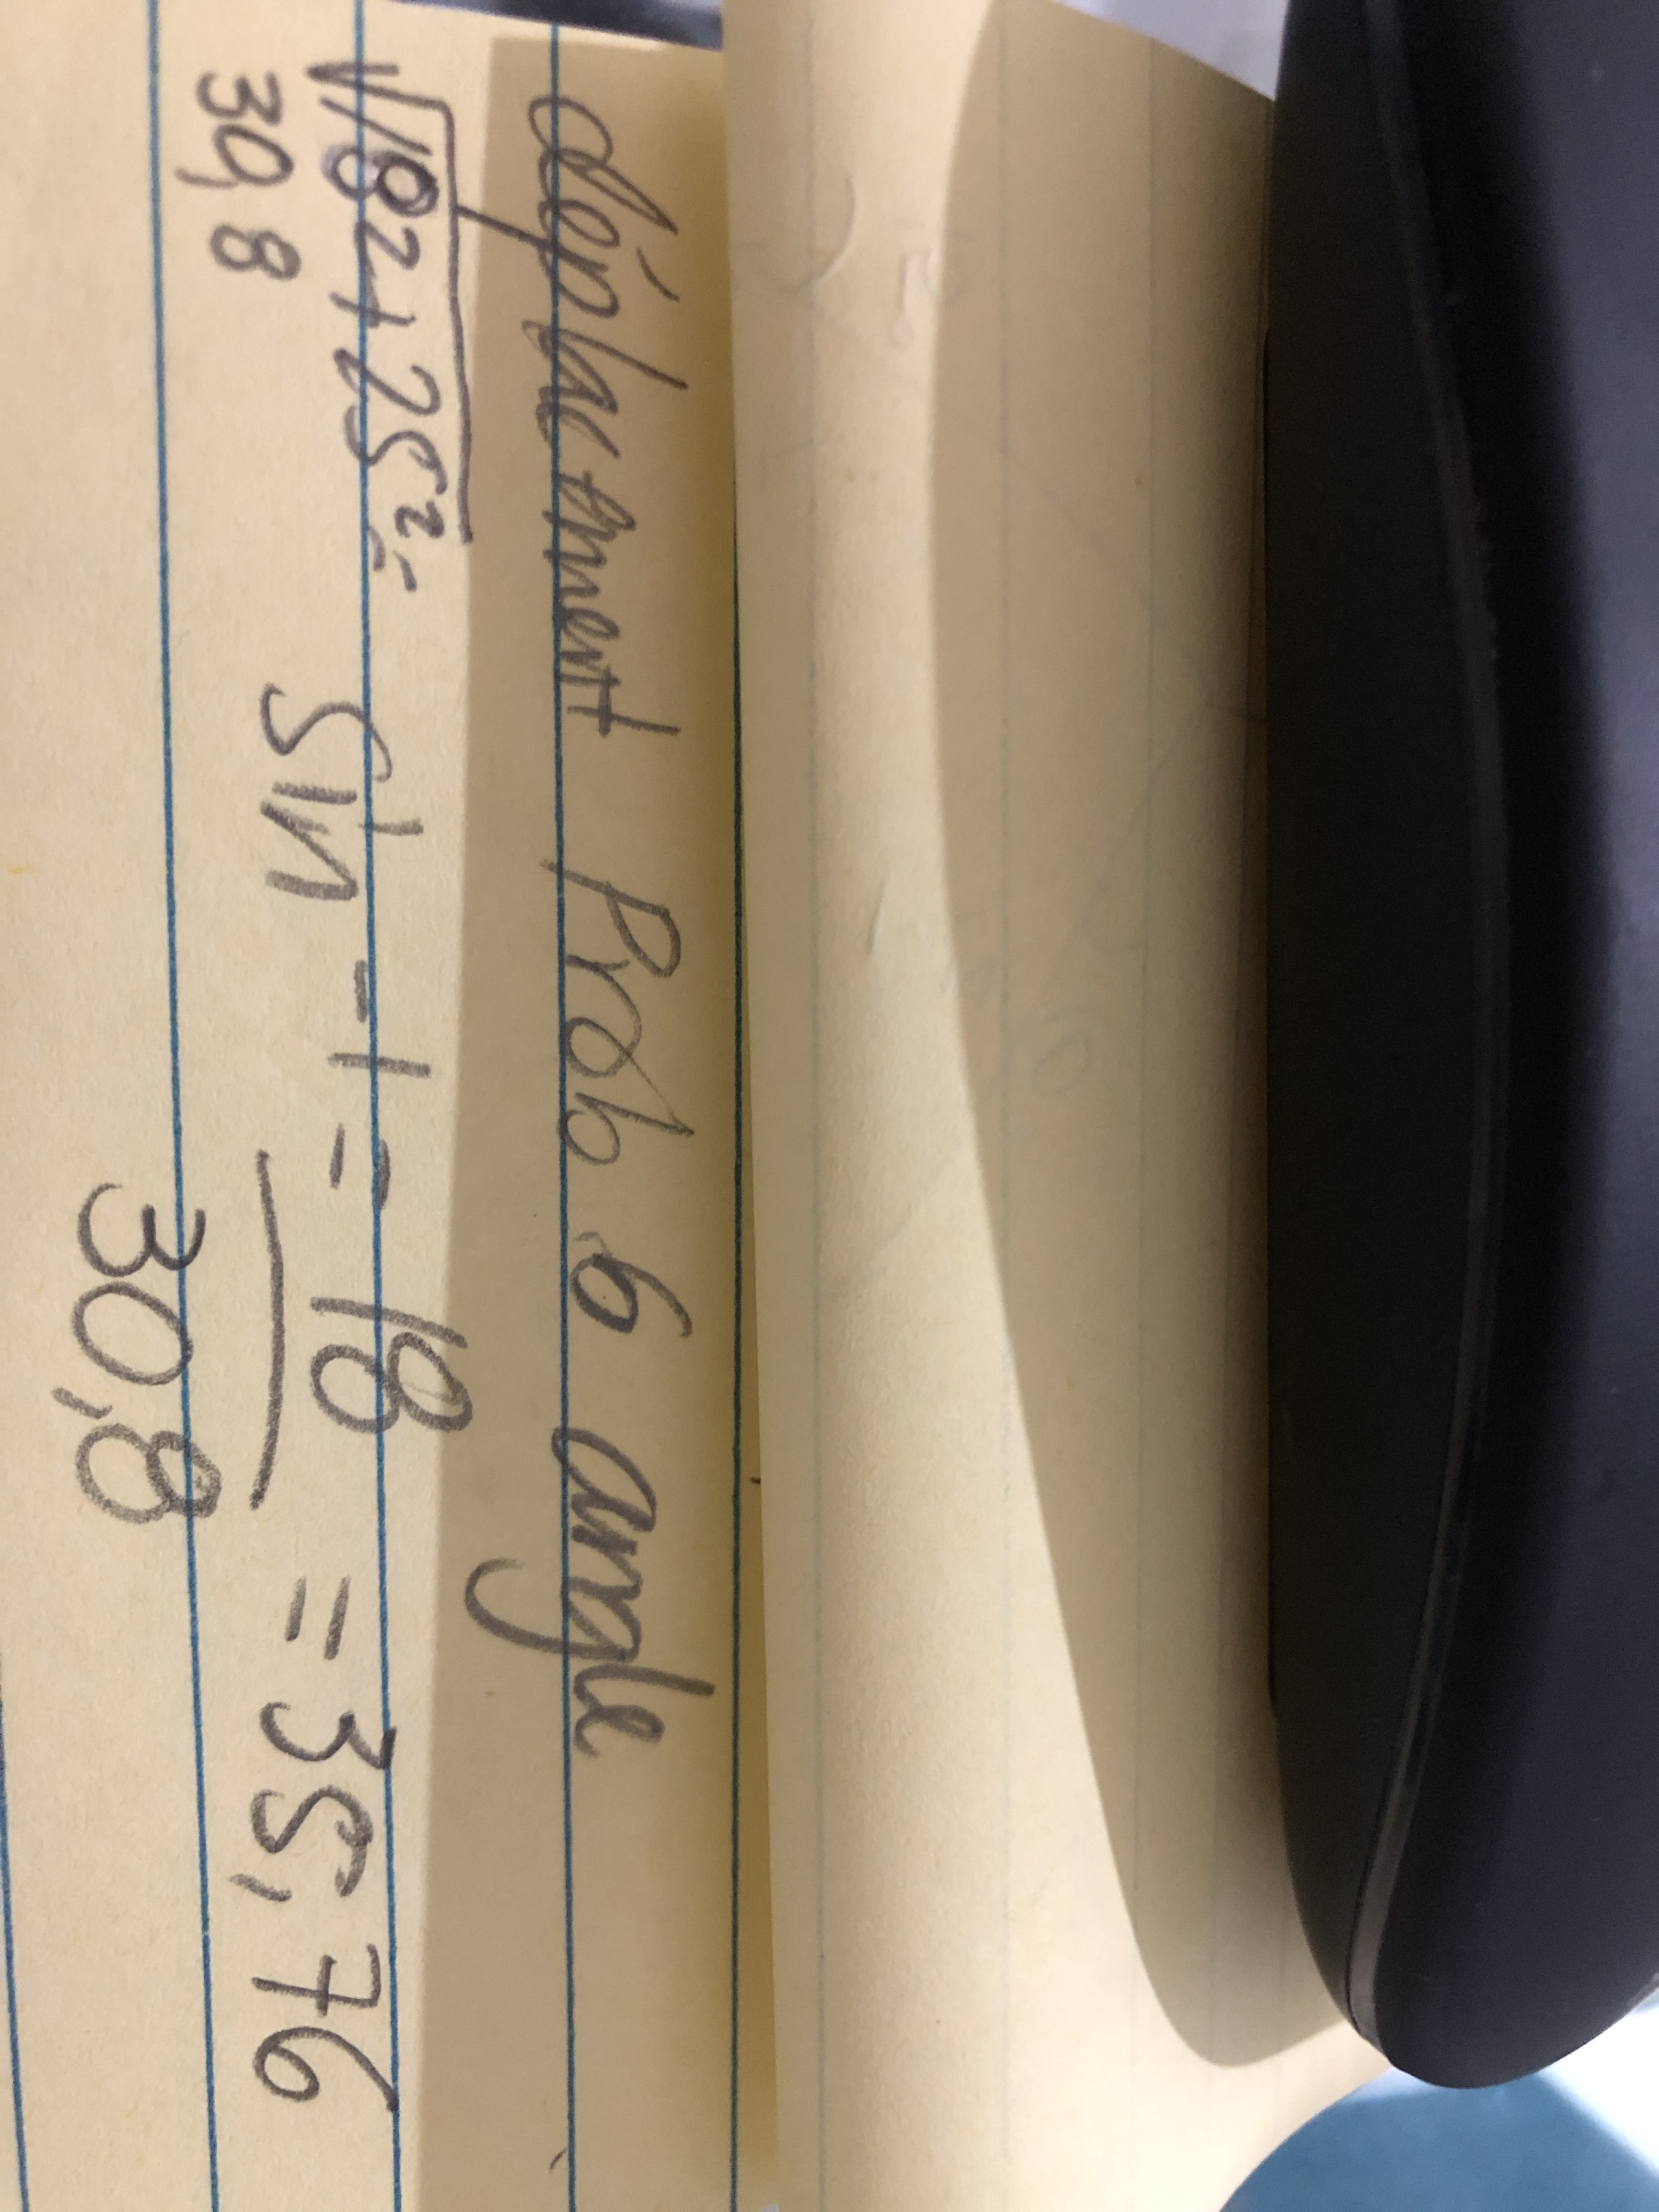 déplacement Prob 6 angle
√182+25²=
30,8
sin-1=18/30,8=35,76